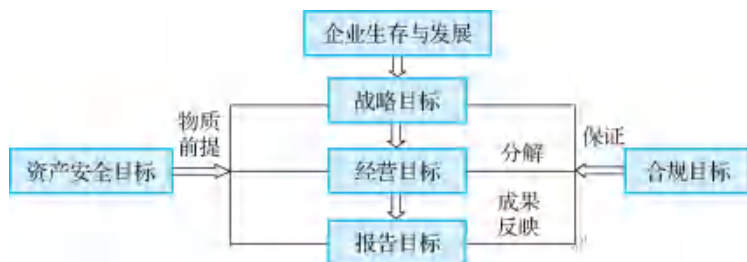 企业生存与发展
战略目标
物质
前提
保证
资产安全目标
经营目标
分解
合规目标
成果
反映
报告目标